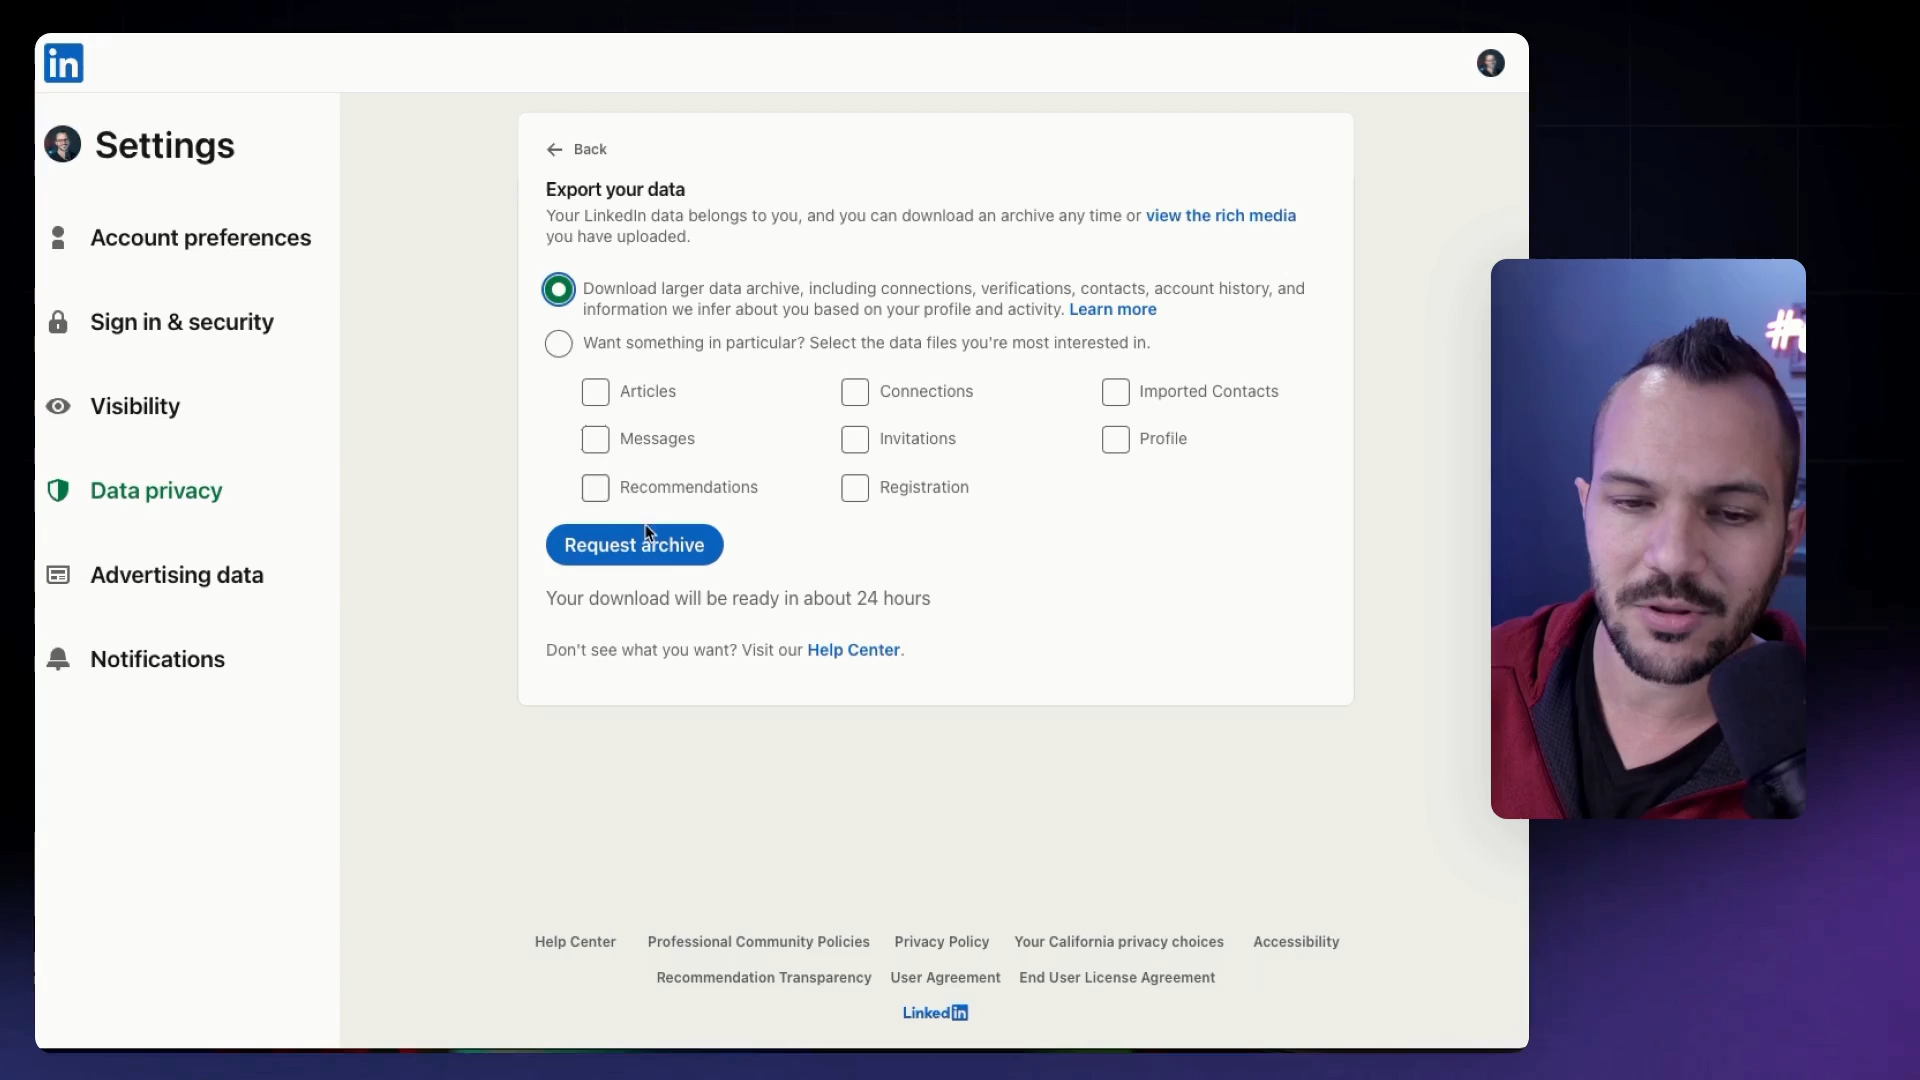 in
Settings
Account preferences
Sign in & security
Visibility
Data privacy
Advertising data
Notifications
Back
Export your data
Your LinkedIn data belongs to you, and you can download an archive any time or view the rich media
you have uploaded.
Download larger data archive, including connections, verifications, contacts, account history, and
information we infer about you based on your profile and activity. Learn more
Want something in particular? Select the data files you're most interested in.
Articles Connections Imported Contacts
Messages Invitations Profile
Recommendations Registration
Request archive
Your download will be ready in about 24 hours
Don't see what you want? Visit our Help Center.
Help Center Professional Community Policies Privacy Policy Your California privacy choices Accessibility
Recommendation Transparency User Agreement End User License Agreement
LinkedIn